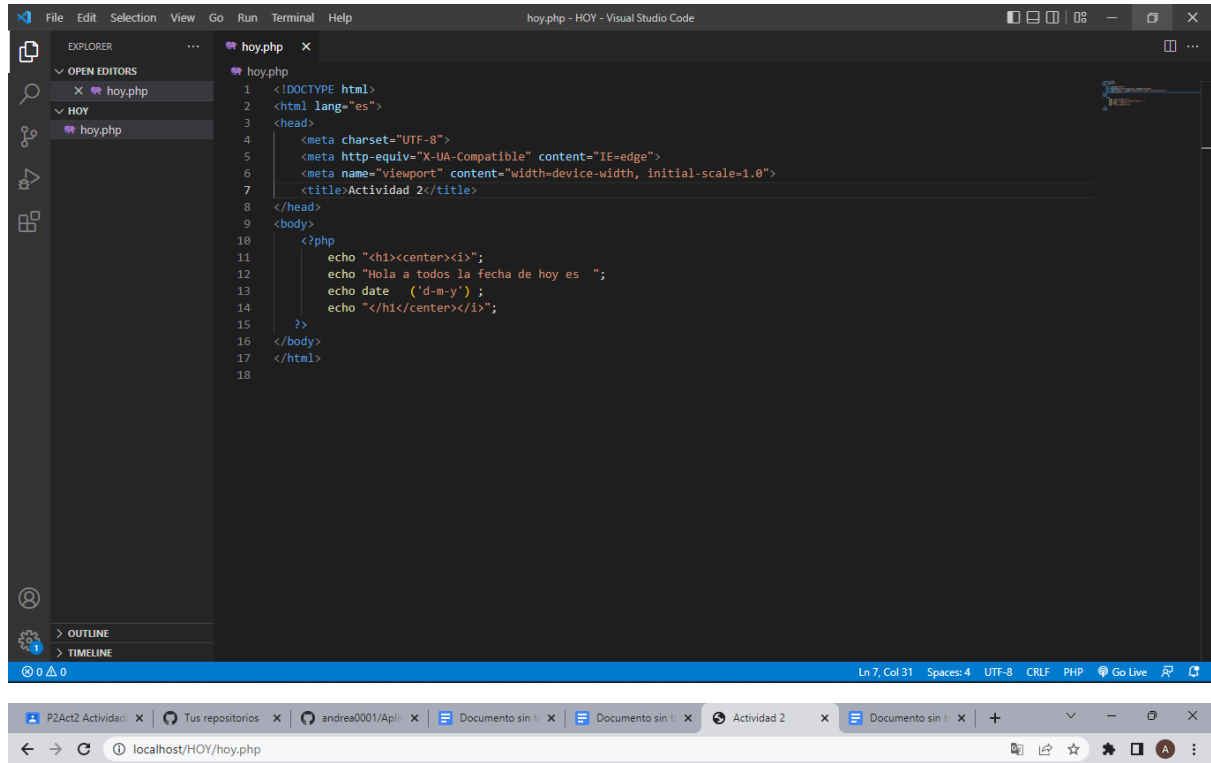 File Edit Selection View Go Run Terminal Help hoy.php - HOY - Visual Studio Code
EXPLORER ... hoy.php
OPEN EDITORS hoy.php
hoy.php
HOY
hoy.php
1 <!DOCTYPE html>
2 <html lang="es">
3 <head>
4 <meta charset="UTF-8">
5 <meta http-equiv="X-UA-Compatible" content="IE=edge">
6 <meta name="viewport" content="width=device-width, initial-scale=1.0">
7 <title>Actividad 2</title>
8 </head>
9 <body>
10 <?php
11 echo "<h1><center><i>";
12 echo "Hola a todos la fecha de hoy es  ";
13 echo date   ('d-m-y') ;
14 echo "</h1</center></i>";
15 ?>
16 </body>
17 </html>
18
OUTLINE
1
TIMELINE
0 0 Ln 7, Col 31 Spaces: 4 UTF-8 CRLF PHP Go Live
P2Act2 Actividad Tus repositorios andrea0001/Apli Documento sin t Documento sin t Actividad 2 Documento sin t
localhost/HOY/hoy.php A